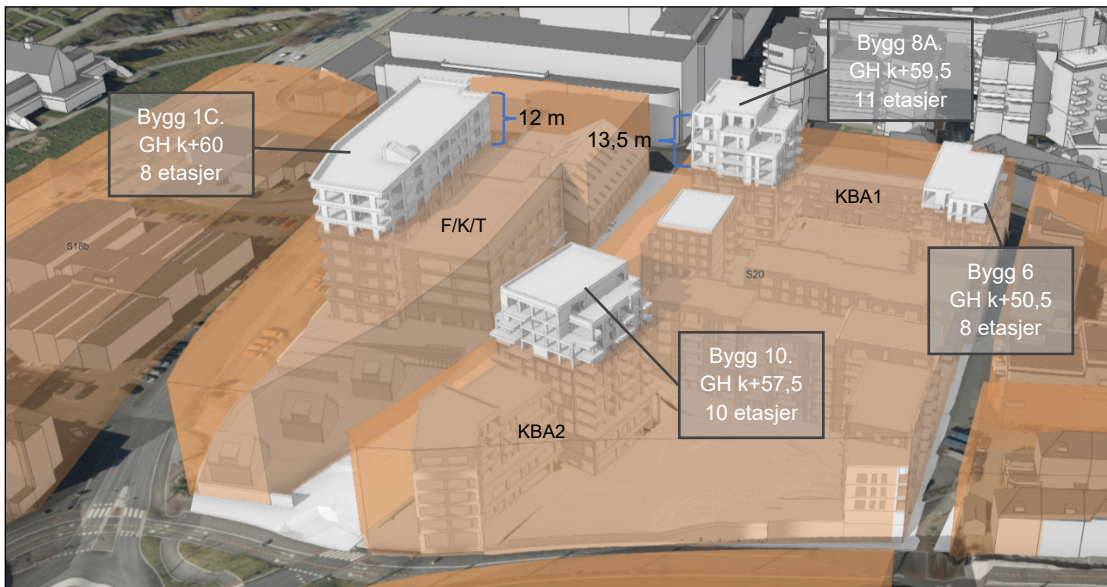 Bygg 8A.
GH k+59,5
11 etasjer
Bygg 1C.
GH k+60
8 etasjer
12 m
13,5 m
KBA1
F/K/T
S18b
S20
Bygg 6
GH k+50,5
8 etasjer
Bygg 10.
GH k+57,5
10 etasjer
KBA2